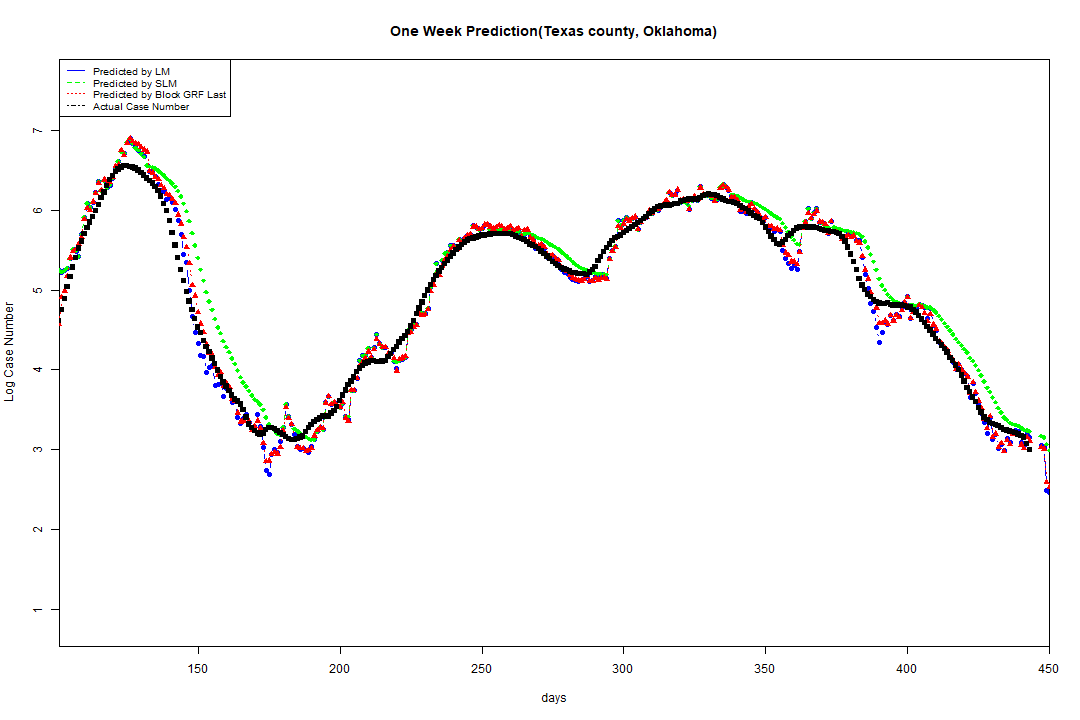 One Week Prediction(Texas county, Oklahoma)
Predicted by LM
Predicted by SLM
Predicted by Block GRF Last
Actual Case Number
Log Case Number
7
6
5
4
3
2
1
150 200 250 300 350 400 450
days